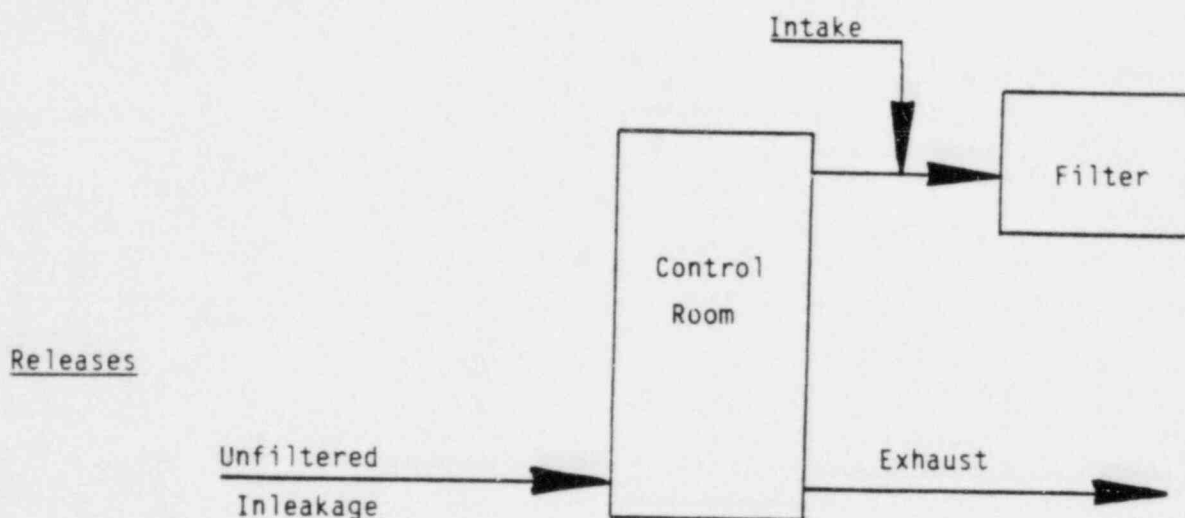 Intake
Filter
Control
Room
Releases
Unfiltered
Inleakage
Exhaust